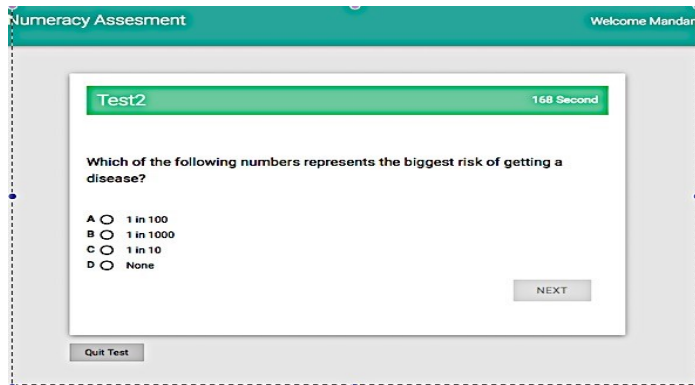 Numeracy Assesment
Welcome Mandar
Test2
168 Second
Which of the following numbers represents the biggest risk of getting a
disease?
A 1 in 100
B 1 in 1000
C 1 in 10
D None
NEXT
Quit Test